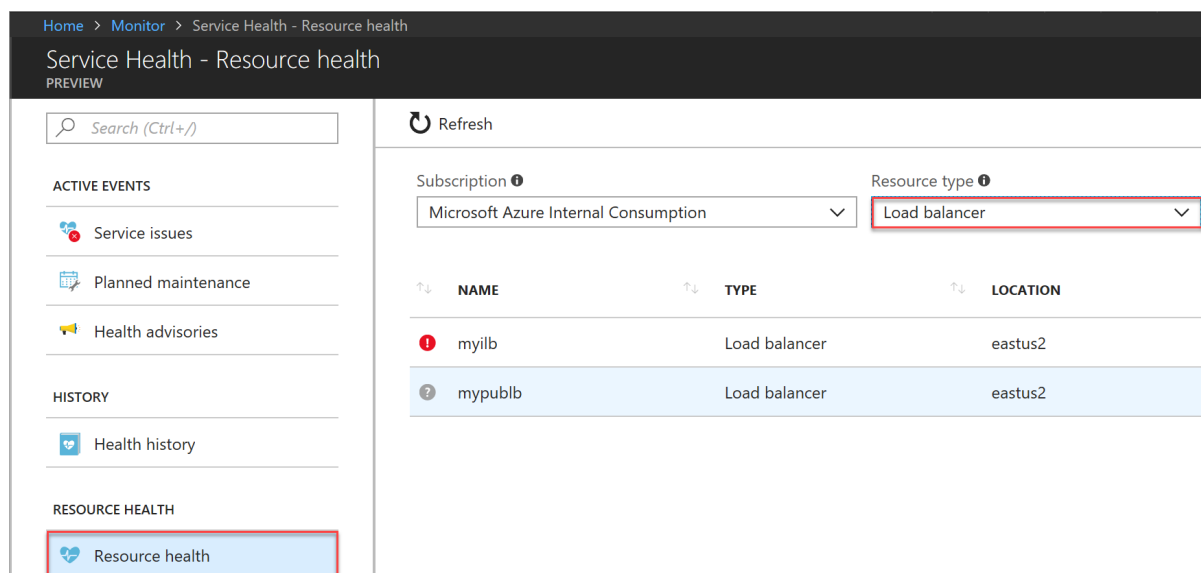 Home > Monitor > Service Health - Resource health
Service Health - Resource health
PREVIEW
Search (Ctrl+/)
ACTIVE EVENTS
Service issues
Planned maintenance
Health advisories
HISTORY
Health history
RESOURCE HEALTH
Resource health
Refresh
Subscription
Resource type
Microsoft Azure Internal Consumption
Load balancer
NAME TYPE LOCATION
myilb Load balancer eastus2
mypublb Load balancer eastus2